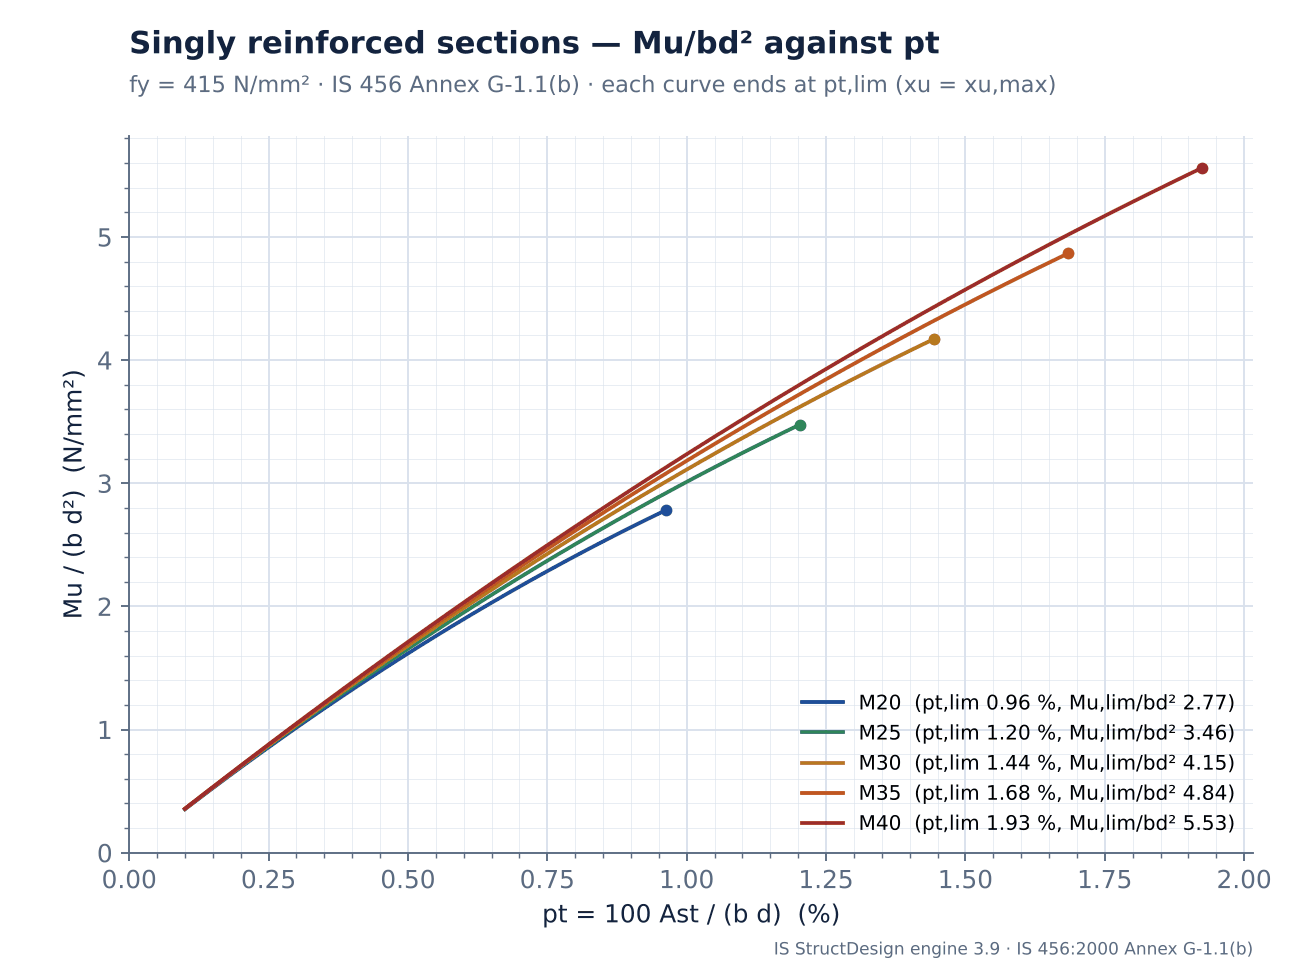 Singly reinforced sections — Mu/bd² against pt
fy = 415 N/mm² · IS 456 Annex G-1.1(b) · each curve ends at pt,lim (xu = xu,max)
Mu / (b d²)  (N/mm²)
5
4
3
2
1
0
M20  (pt,lim 0.96 %, Mu,lim/bd² 2.77)
M25  (pt,lim 1.20 %, Mu,lim/bd² 3.46)
M30  (pt,lim 1.44 %, Mu,lim/bd² 4.15)
M35  (pt,lim 1.68 %, Mu,lim/bd² 4.84)
M40  (pt,lim 1.93 %, Mu,lim/bd² 5.53)
0.00 0.25 0.50 0.75 1.00 1.25 1.50 1.75 2.00
pt = 100 Ast / (b d)  (%)
IS StructDesign engine 3.9 · IS 456:2000 Annex G-1.1(b)